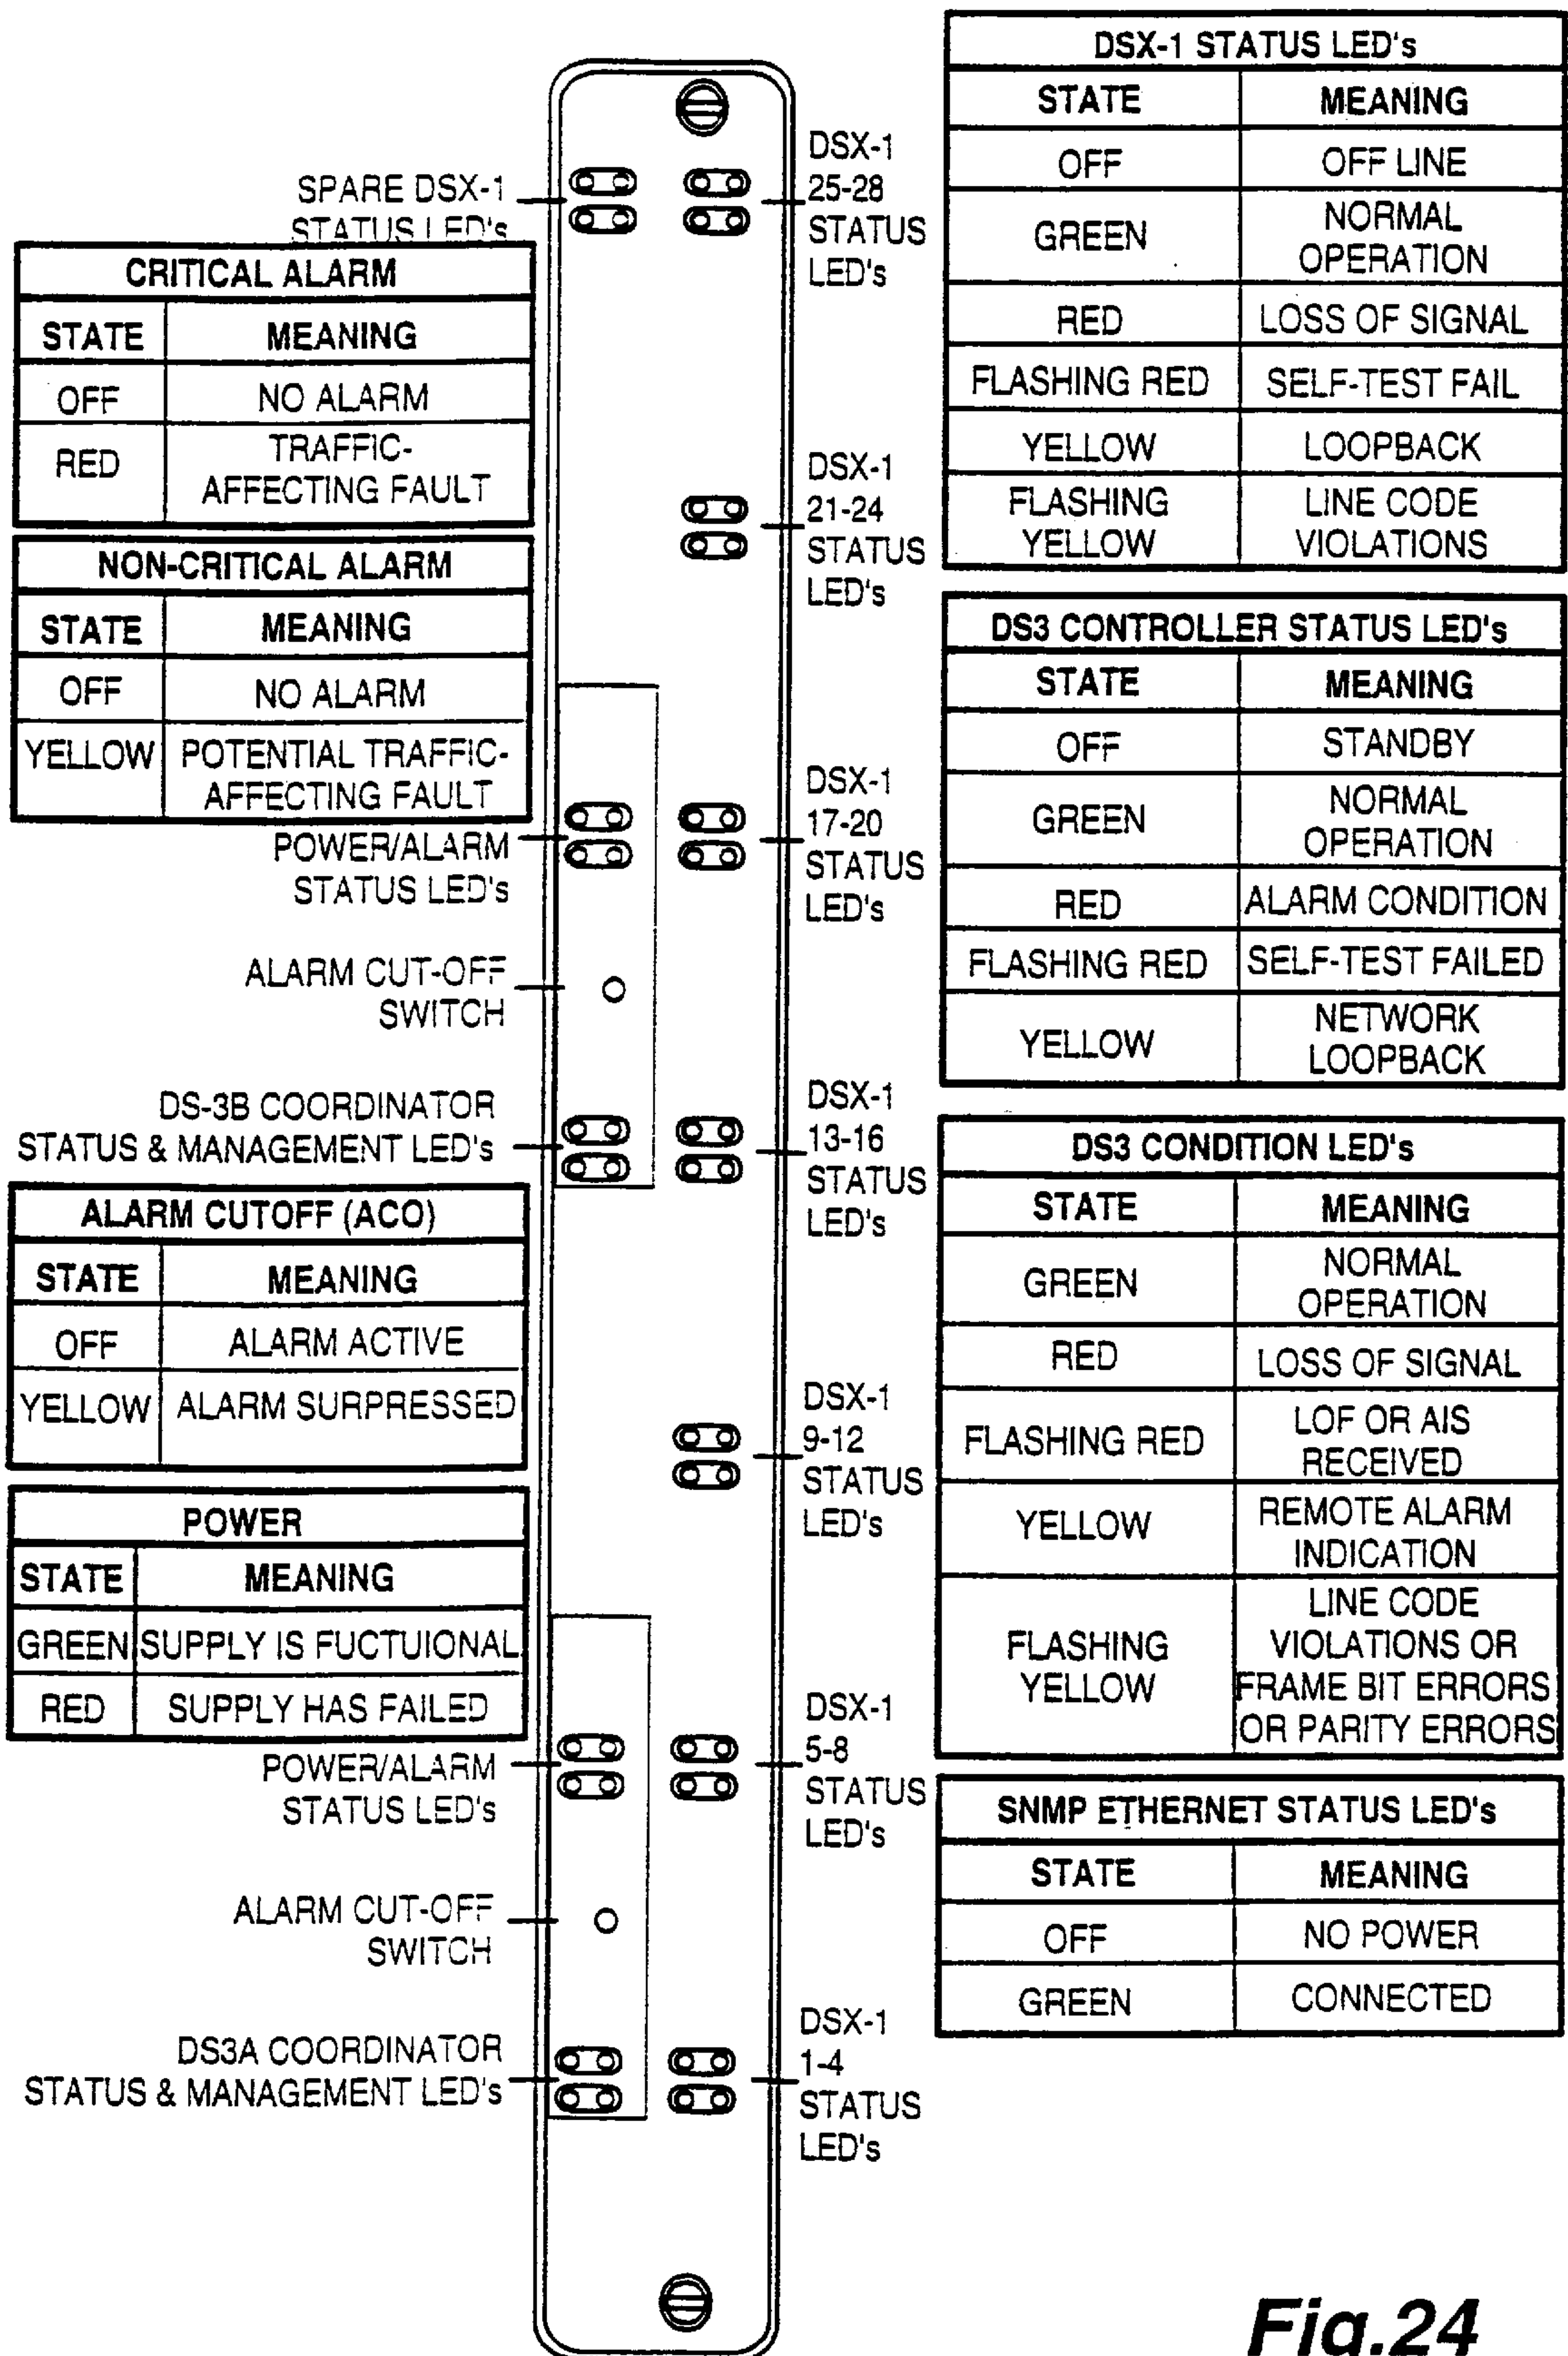 SPARE DSX-1
STATUS LED's
CRITICAL ALARM
STATE MEANING
OFF NO ALARM
RED TRAFFIC-
AFFECTING FAULT
NON-CRITICAL ALARM
STATE MEANING
OFF NO ALARM
YELLOW POTENTIAL TRAFFIC-
AFFECTING FAULT
POWER/ALARM
STATUS LED's
ALARM CUT-OFF
SWITCH
DS-3B COORDINATOR
STATUS & MANAGEMENT LED's
ALARM CUTOFF (ACO)
STATE MEANING
OFF ALARM ACTIVE
YELLOW ALARM SURPRESSED
POWER
STATE MEANING
GREEN SUPPLY IS FUCTUIONAL
RED SUPPLY HAS FAILED
POWER/ALARM
STATUS LED's
ALARM CUT-OFF
SWITCH
DS3A COORDINATOR
STATUS & MANAGEMENT LED's
DSX-1
25-28
STATUS
LED's
DSX-1
21-24
STATUS
LED's
DSX-1
17-20
STATUS
LED's
DSX-1
13-16
STATUS
LED's
DSX-1
9-12
STATUS
LED's
DSX-1
5-8
STATUS
LED's
DSX-1
1-4
STATUS
LED's
DSX-1 STATUS LED's
STATE MEANING
OFF OFF LINE
GREEN NORMAL
OPERATION
RED LOSS OF SIGNAL
FLASHING RED SELF-TEST FAIL
YELLOW LOOPBACK
FLASHING LINE CODE
YELLOW VIOLATIONS
DS3 CONTROLLER STATUS LED's
STATE MEANING
OFF STANDBY
GREEN NORMAL
OPERATION
RED ALARM CONDITION
FLASHING RED SELF-TEST FAILED
YELLOW NETWORK
LOOPBACK
DS3 CONDITION LED's
STATE MEANING
GREEN NORMAL
OPERATION
RED LOSS OF SIGNAL
FLASHING RED LOF OR AIS
RECEIVED
YELLOW REMOTE ALARM
INDICATION
LINE CODE
FLASHING VIOLATIONS OR
YELLOW FRAME BIT ERRORS
OR PARITY ERRORS
SNMP ETHERNET STATUS LED's
STATE MEANING
OFF NO POWER
GREEN CONNECTED
Fig.24